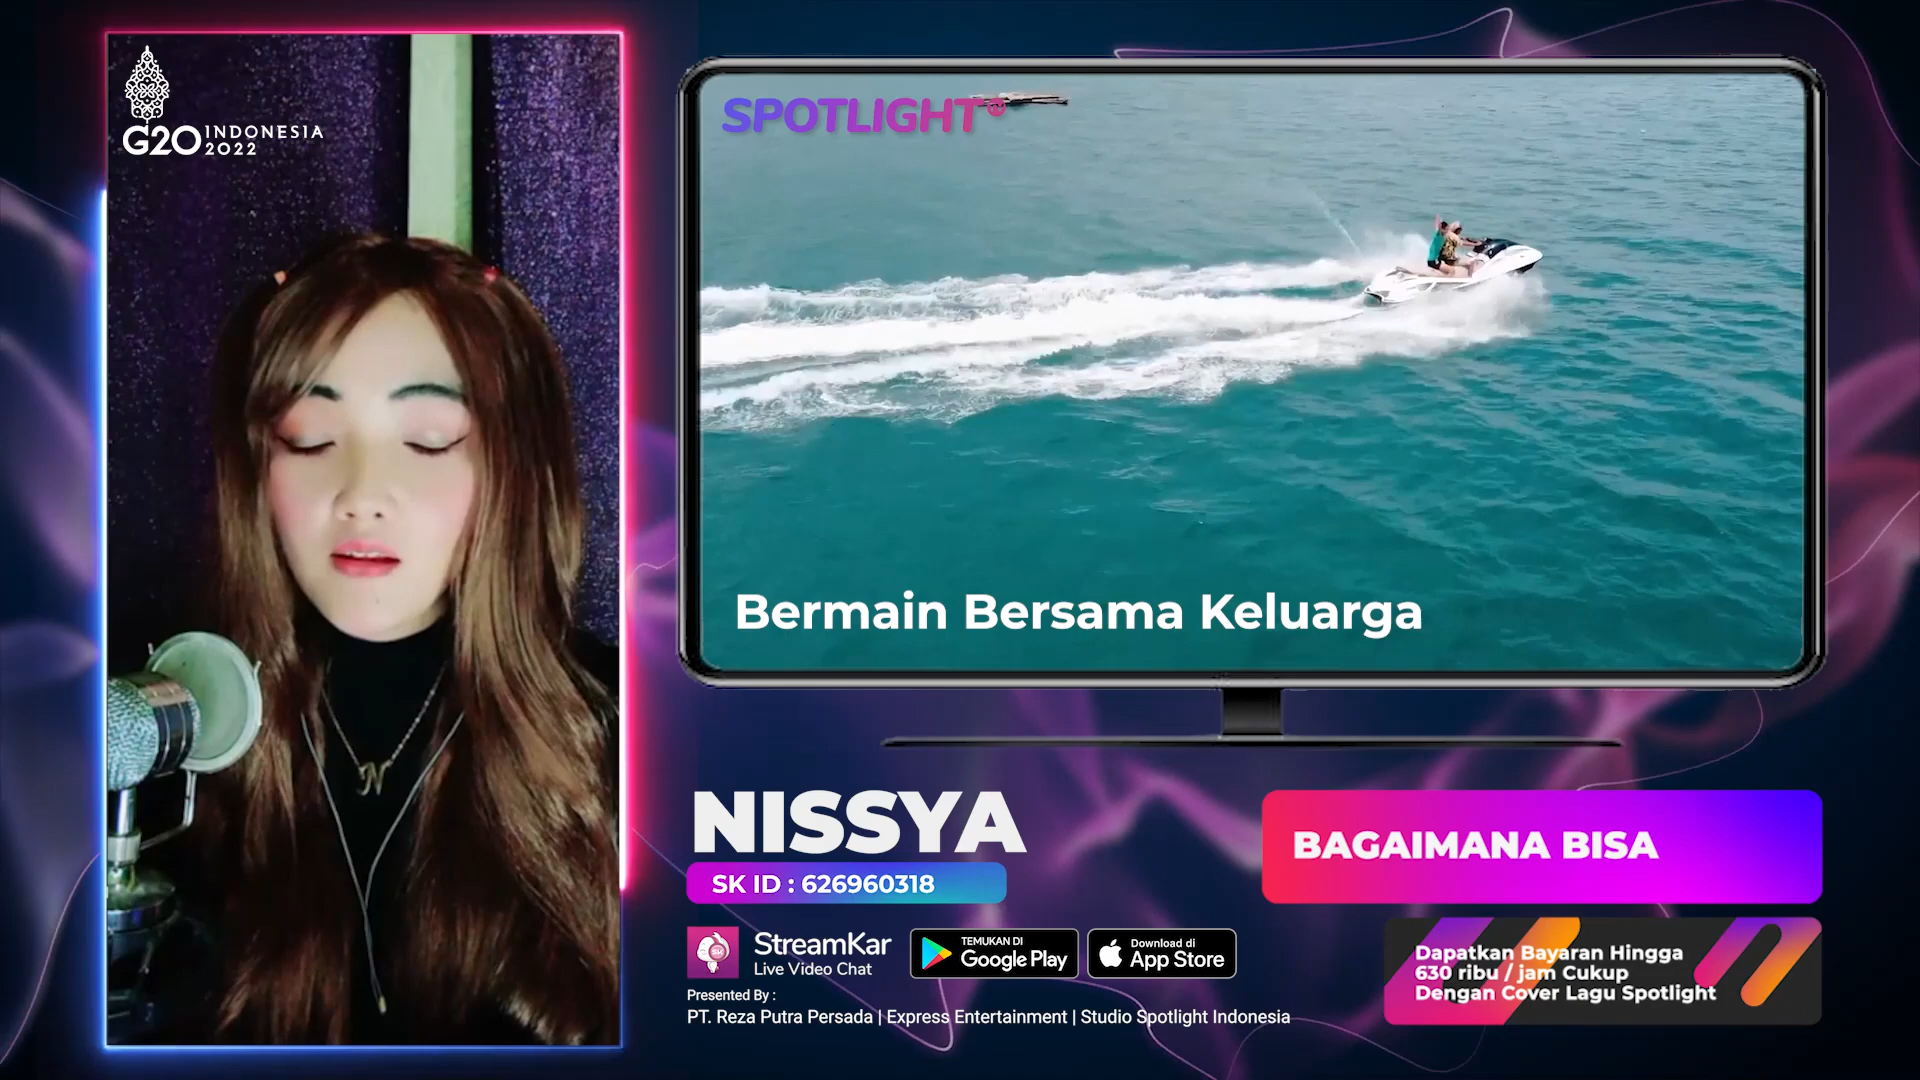 G20 INDONESIA
2022
SPOTLIGHT
Bermain Bersama Keluarga
N
NISSYA
SK ID : 626960318
BAGAIMANA BISA
SK
StreamKar
Live Video Chat
TEMUKAN DI
Google Play
Download di
App Store
Dapatkan Bayaran Hingga
630 ribu / jam Cukup
Dengan Cover Lagu Spotlight
Presented By :
PT. Reza Putra Persada | Express Entertainment | Studio Spotlight Indonesia